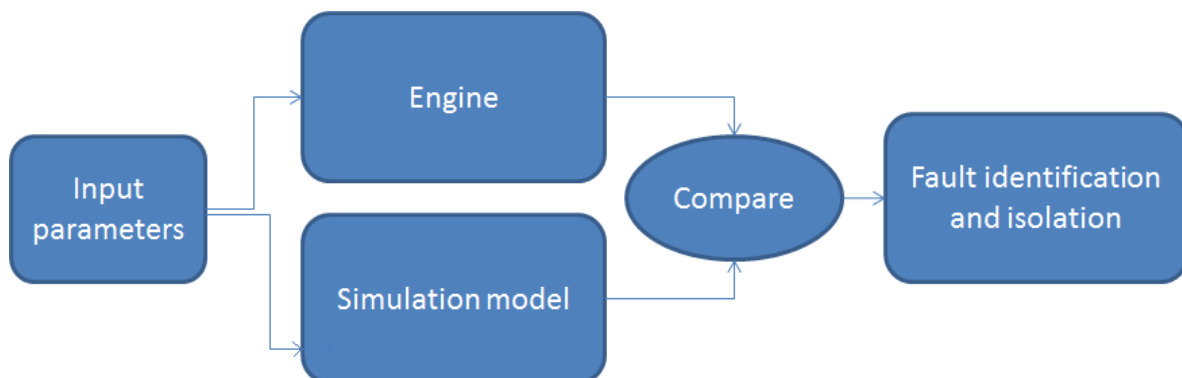 Input
parameters
Engine
Simulation model
Compare
Fault identification
and isolation